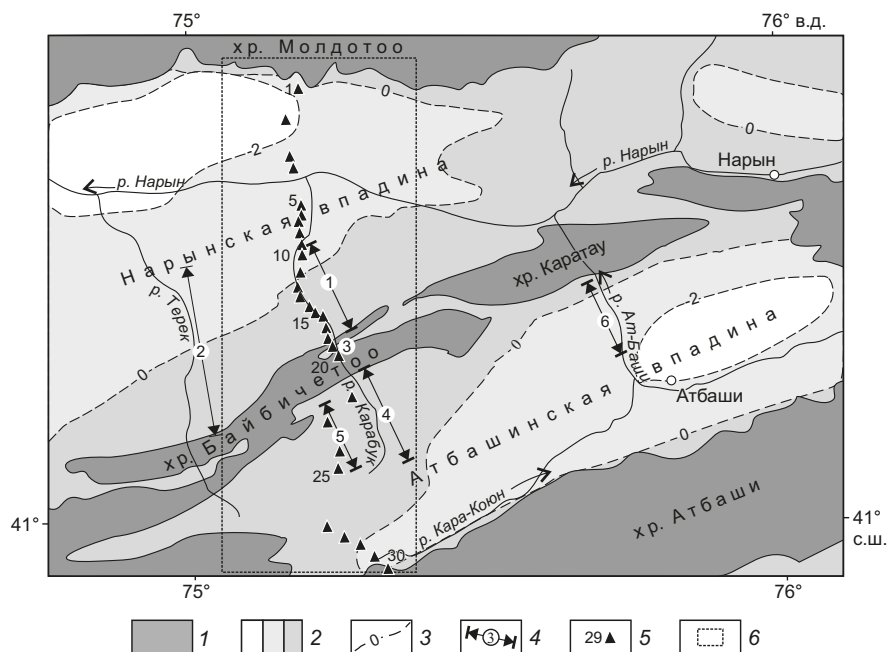 75°
76° в.д.
хр. Молдотоо
1
0
0
2
р. Нарын
р. Нарын
Нарын
5
Нарынская впадина
10
хр. Каратау
1
р. Терек
15
6
р. Ат-Баши
2
2
3
20
0
0
Атбаши
хр. Байбичетоо
р. Карабук
4
5
Атбашинская впадина
0
25
41°
р. Кара-Коюн
хр. Атбаши
41°
с.ш.
30
75°
76°
1
2
0
3
3
4
29
5
6